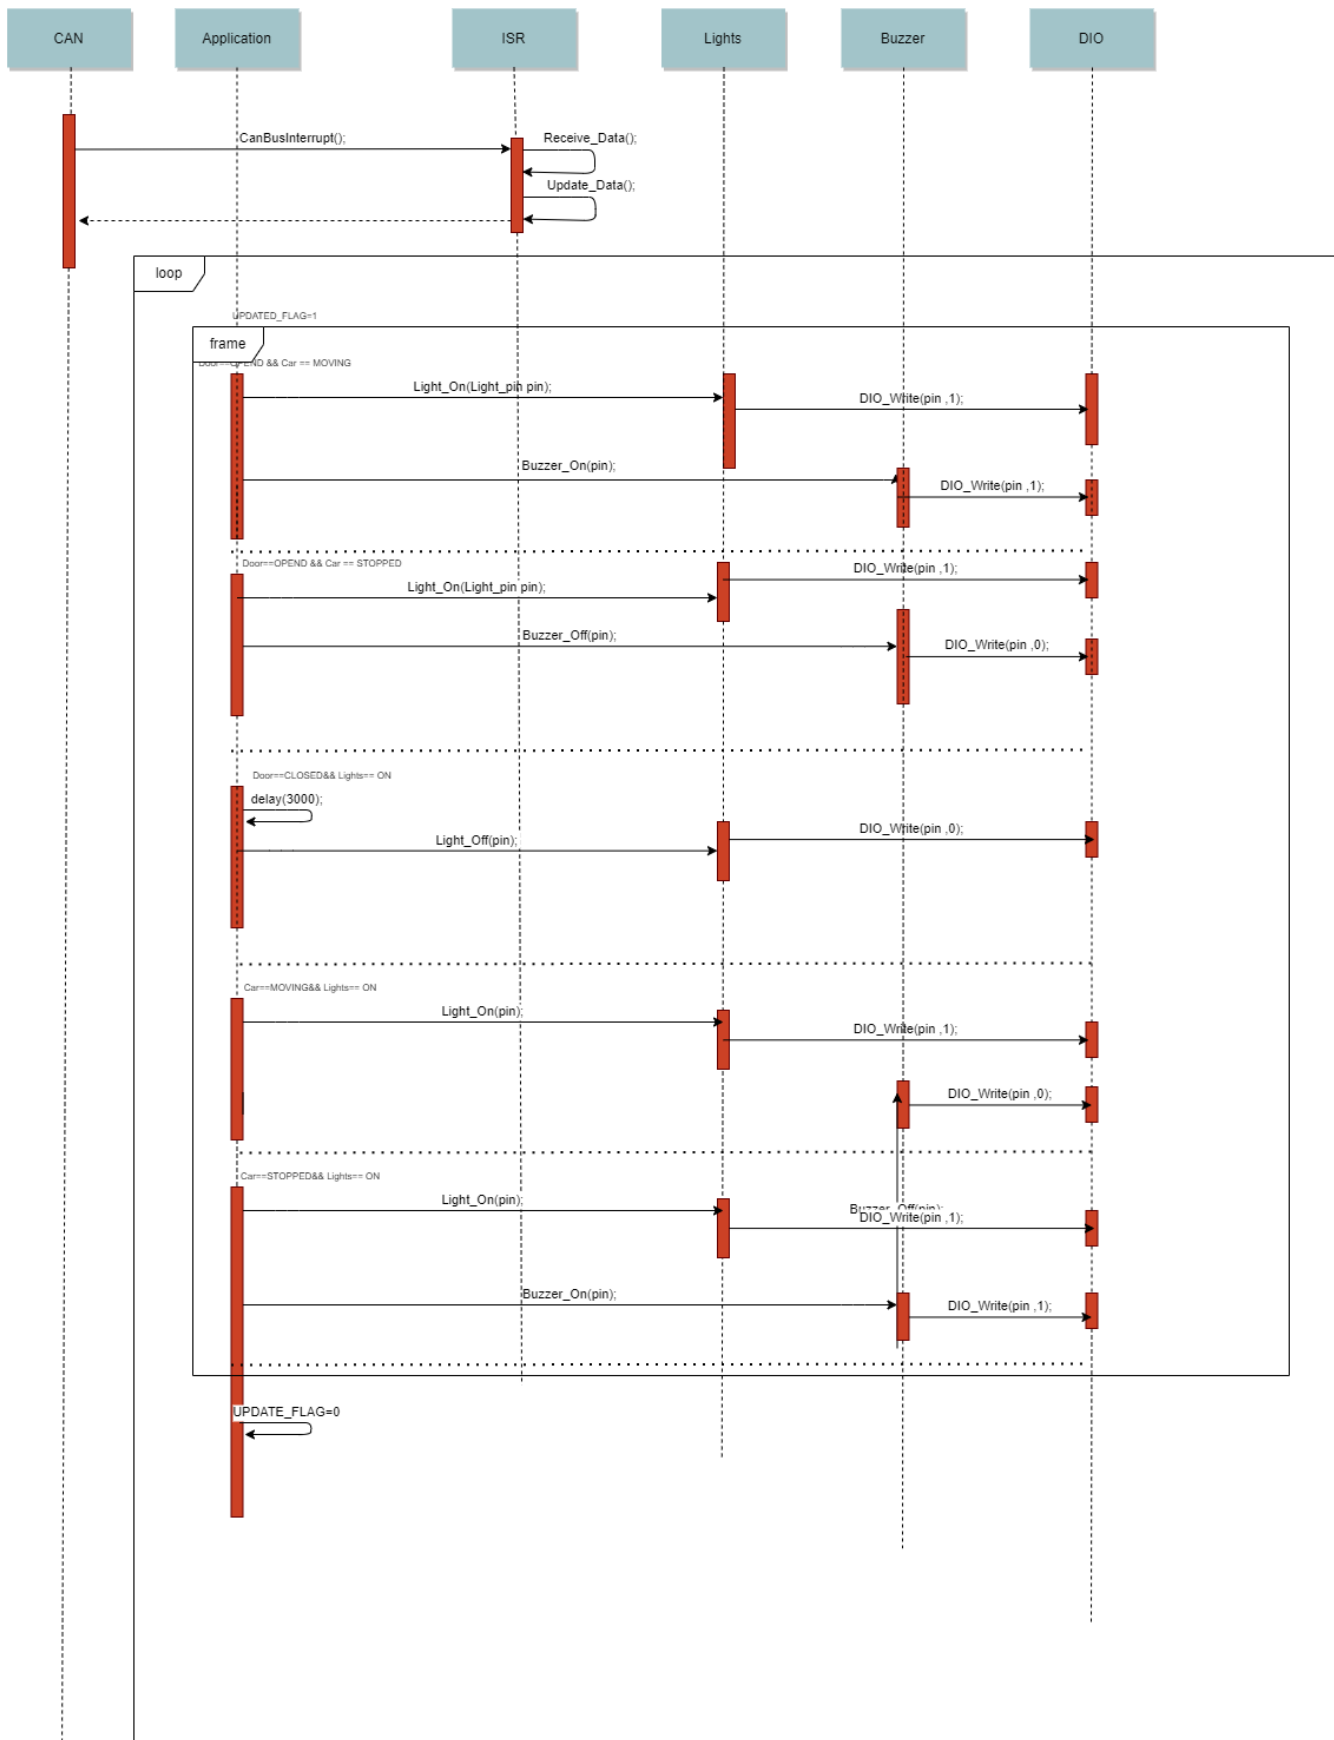 CAN
Application
ISR
Lights
Buzzer
DIO
CanBusInterrupt();
Receive_Data();
Update_Data();
loop
UPDATED_FLAG=1
frame
Door==OPEND && Car == MOVING
Light_On(Light_pin pin);
DIO_Write(pin ,1);
Buzzer_On(pin);
DIO_Write(pin ,1);
Door==OPEND && Car == STOPPED
DIO_Write(pin ,1);
Light_On(Light_pin pin);
Buzzer_Off(pin);
DIO_Write(pin ,0);
Door==CLOSED&& Lights== ON
delay(3000);
DIO_Write(pin ,0);
Light_Off(pin);
Car==MOVING&& Lights== ON
Light_On(pin);
DIO_Write(pin ,1);
DIO_Write(pin ,0);
Car==STOPPED&& Lights== ON
Light_On(pin);
Buzzer_Off(pin);
DIO_Write(pin ,1);
Buzzer_On(pin);
DIO_Write(pin ,1);
UPDATE_FLAG=0